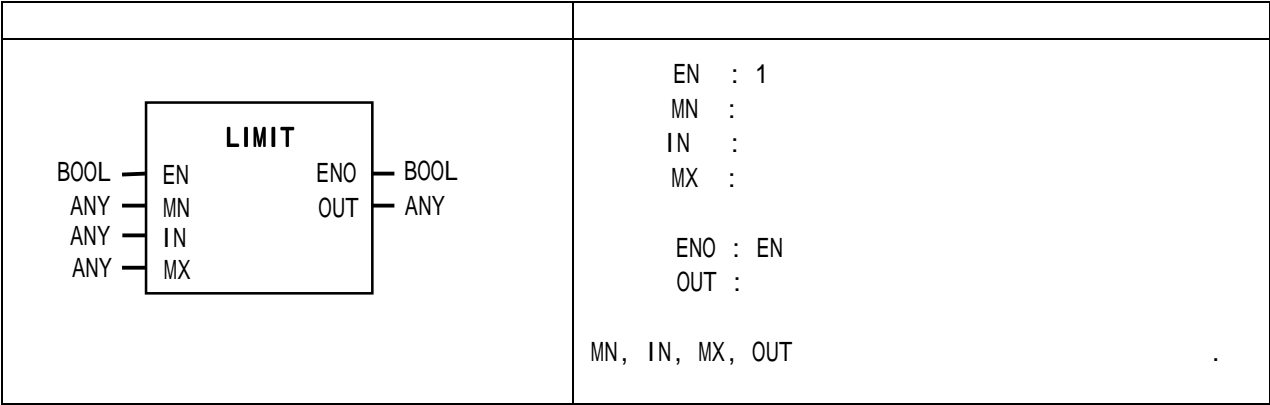 LIMIT
BOOL EN ENO BOOL
ANY MN OUT ANY
ANY IN
ANY MX
EN : 1
MN :
IN :
MX :
ENO : EN
OUT :
MN, IN, MX, OUT .